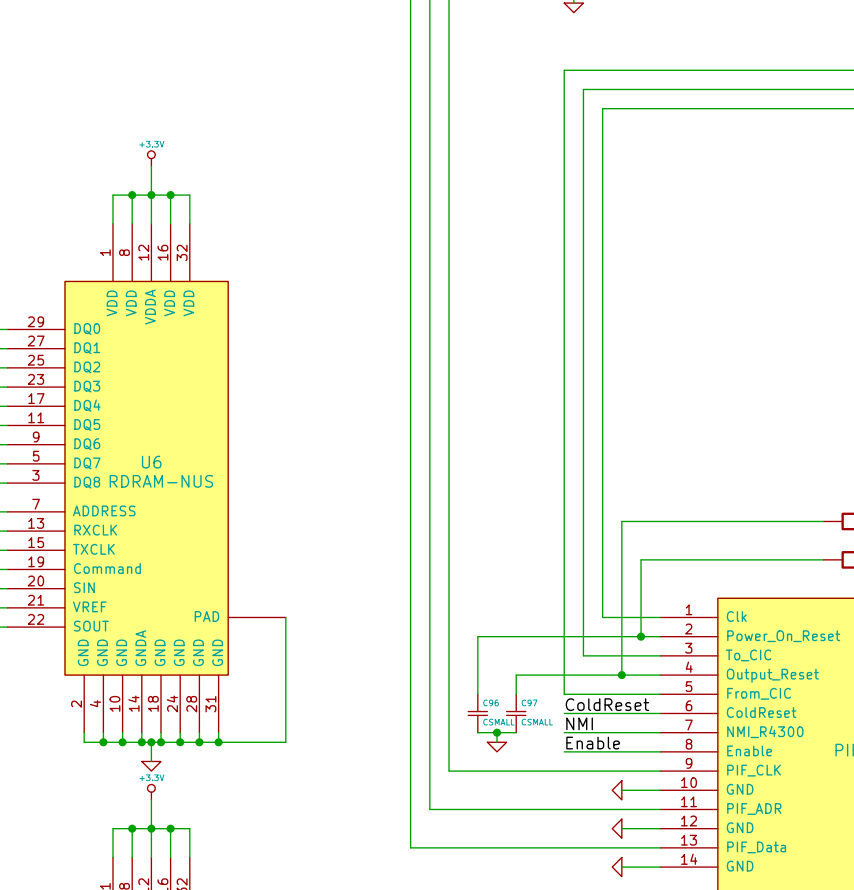 +3.3V
1
8
12
16
32
VDD
VDD
VDDA
VDD
VDD
29 DQ0
27 DQ1
25 DQ2
23 DQ3
17 DQ4
11 DQ5
9 DQ6
5 DQ7
3 DQ8
U6
RDRAM-NUS
7 ADDRESS
13 RXCLK
15 TXCLK
19 Command
20 SIN
21 VREF
22 SOUT
PAD
GND
GND
GND
GNDA
GND
GND
GND
GND
2
4
10
14
18
24
28
31
+3.3V
1
8
C96
CSMALL
C97
CSMALL
ColdReset
NMI
Enable
1 Clk
2 Power_On_Reset
3 To_CIC
4 Output_Reset
5 From_CIC
6 ColdReset
7 NMI_R4300
8 Enable
9 PIF_CLK
10 GND
11 PIF_ADR
12 GND
13 PIF_Data
14 GND